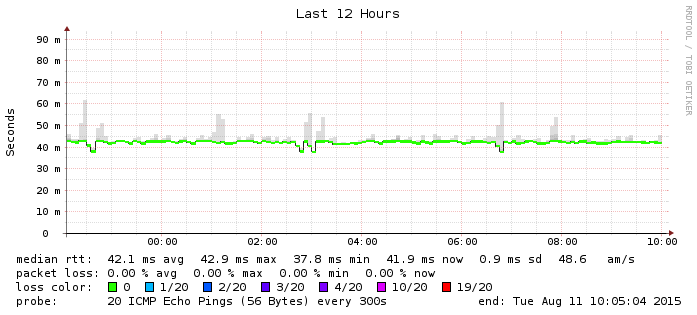 Last 12 Hours
RRDTOOL / TOBI OETIKER
Seconds
90 m
80 m
70 m
60 m
50 m
40 m
30 m
20 m
10 m
0
00:00 02:00 04:00 06:00 08:00 10:00
median rtt: 42.1 ms avg 42.9 ms max 37.8 ms min 41.9 ms now 0.9 ms sd 48.6 am/s
packet loss: 0.00 % avg 0.00 % max 0.00 % min 0.00 % now
loss color: 0 1/20 2/20 3/20 4/20 10/20 19/20
probe: 20 ICMP Echo Pings (56 Bytes) every 300s end: Tue Aug 11 10:05:04 2015